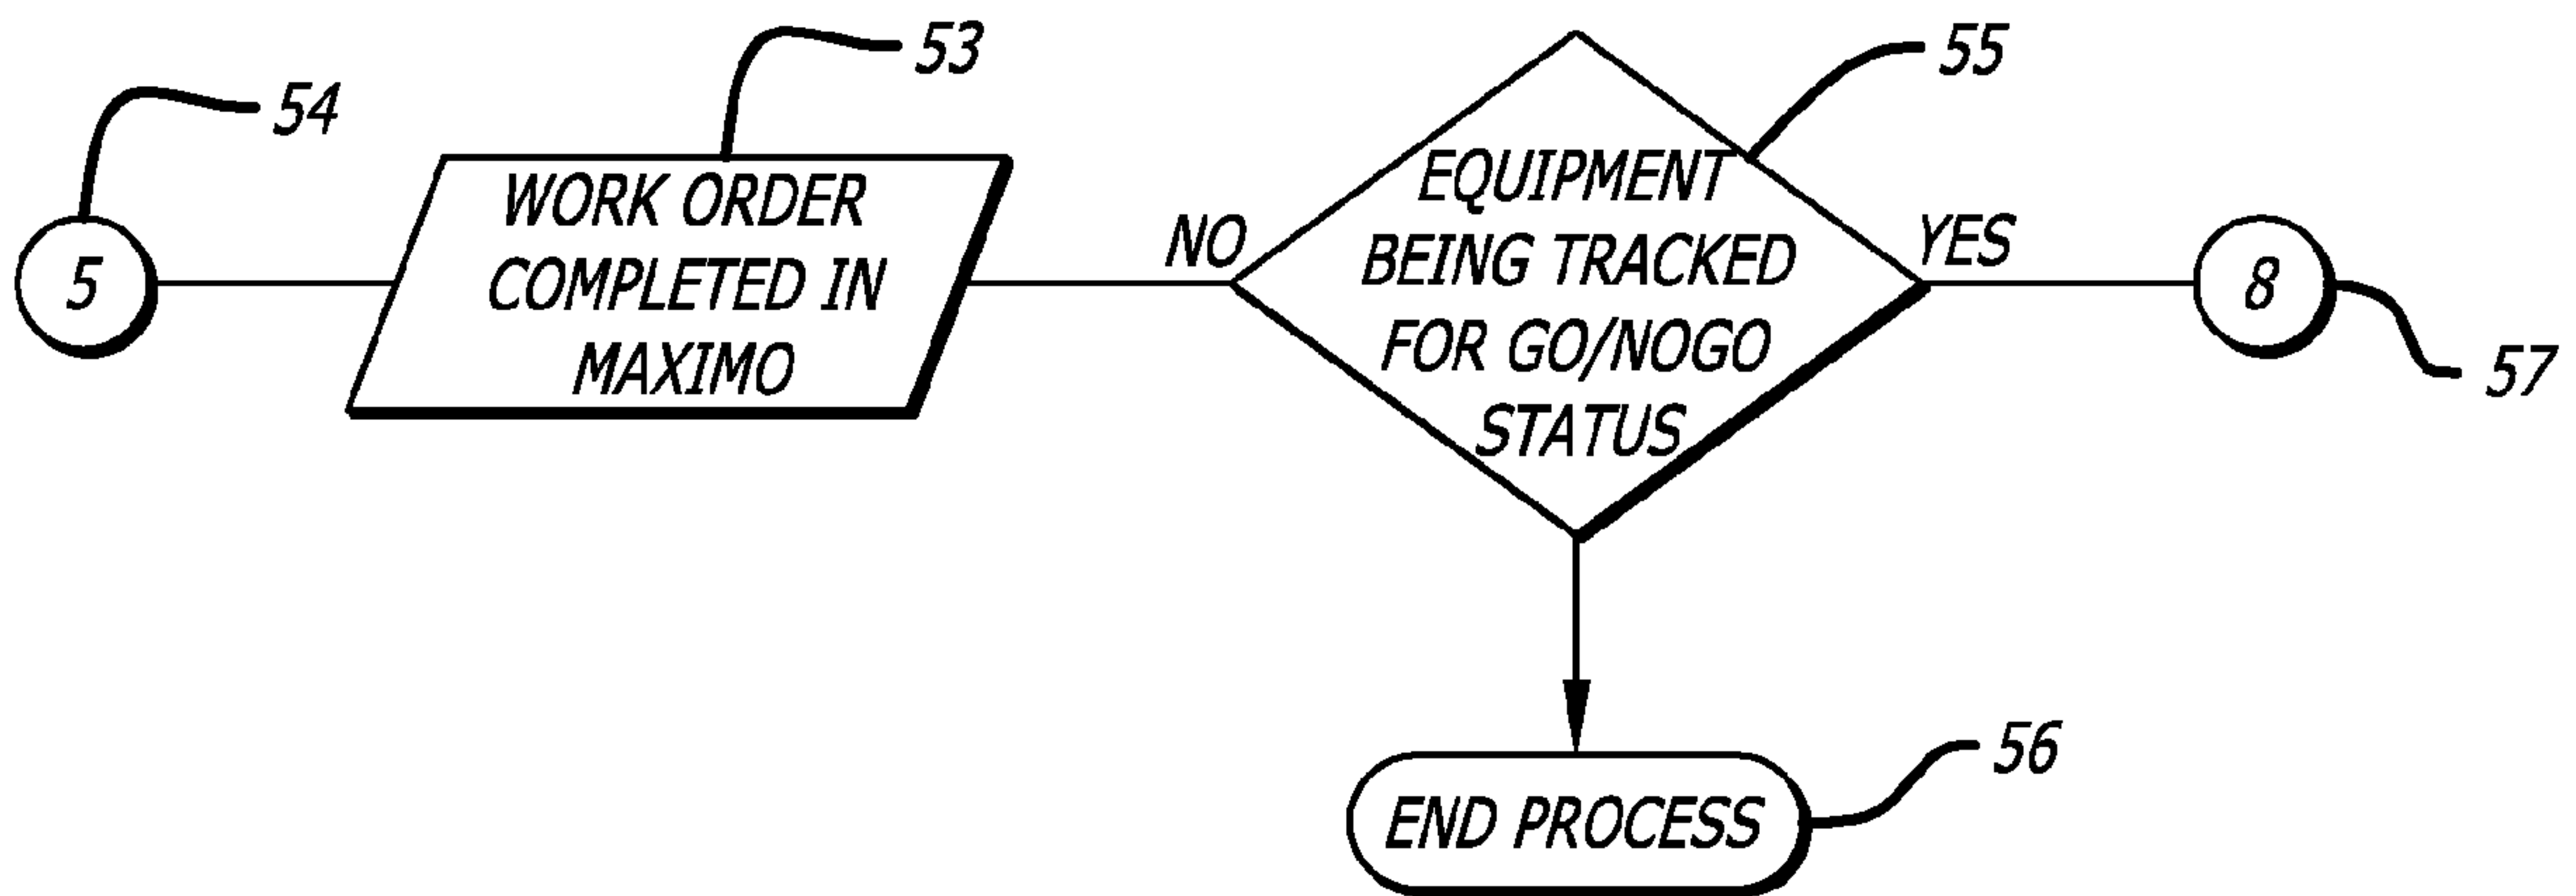 54
53
55
5
WORK ORDER
COMPLETED IN
MAXIMO
NO
EQUIPMENT
BEING TRACKED
FOR GO/NOGO
STATUS
YES
8
57
END PROCESS
56